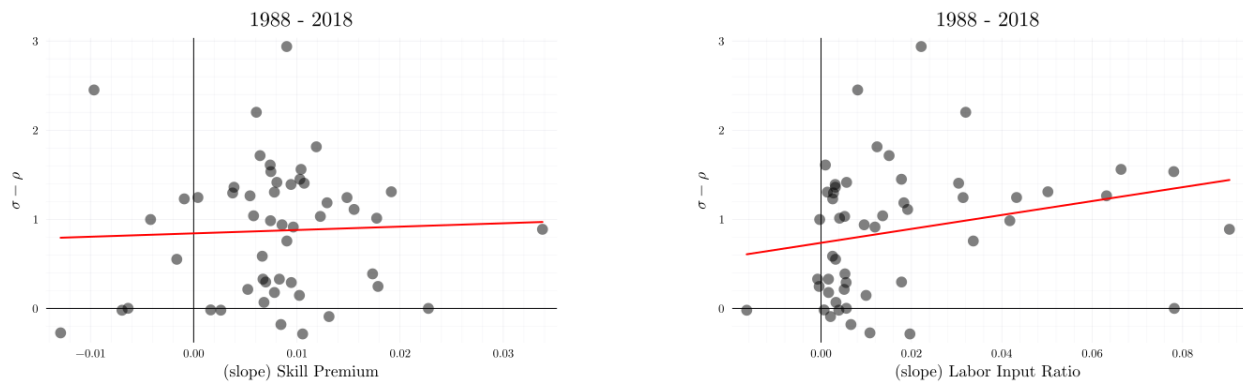 1988 - 2018
3
2
1
0
σ − ρ
−0.01 0.00 0.01 0.02 0.03
(slope) Skill Premium
1988 - 2018
3
2
1
0
σ − ρ
0.00 0.02 0.04 0.06 0.08
(slope) Labor Input Ratio